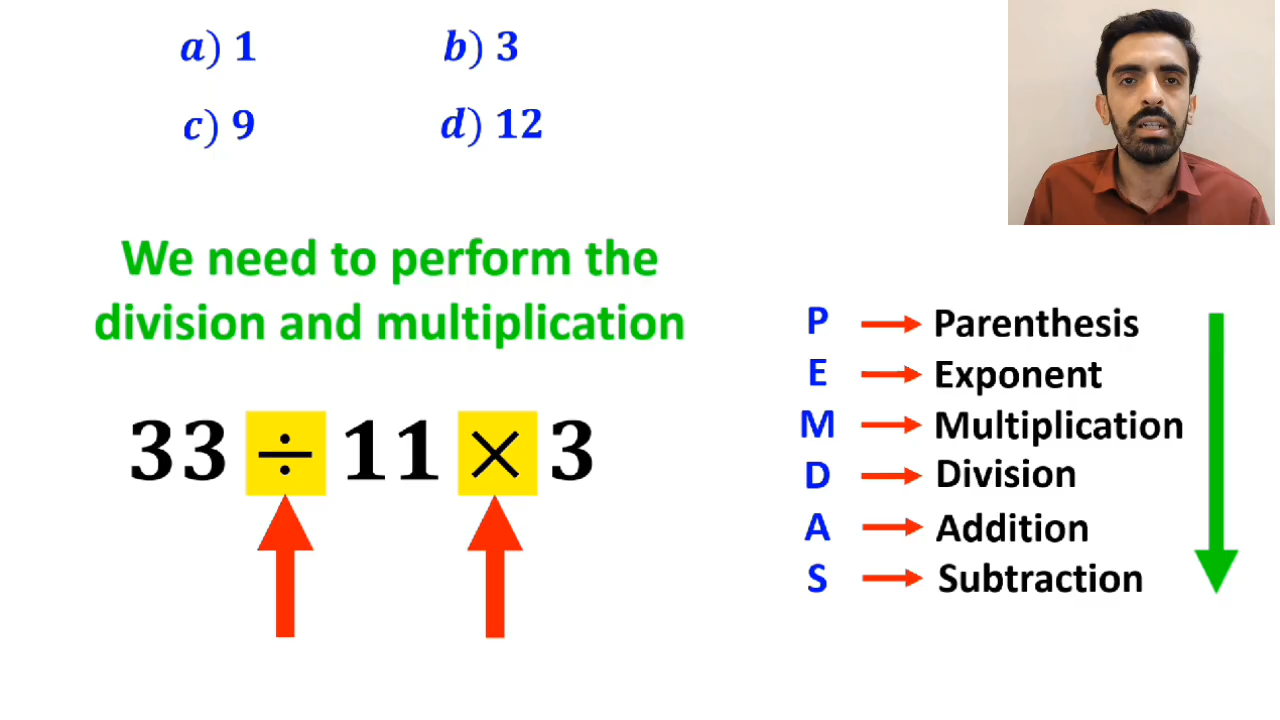 a) 1 b) 3
c) 9 d) 12
We need to perform the
division and multiplication
33 ÷ 11 × 3
P → Parenthesis
E → Exponent
M → Multiplication
D → Division
A → Addition
S → Subtraction